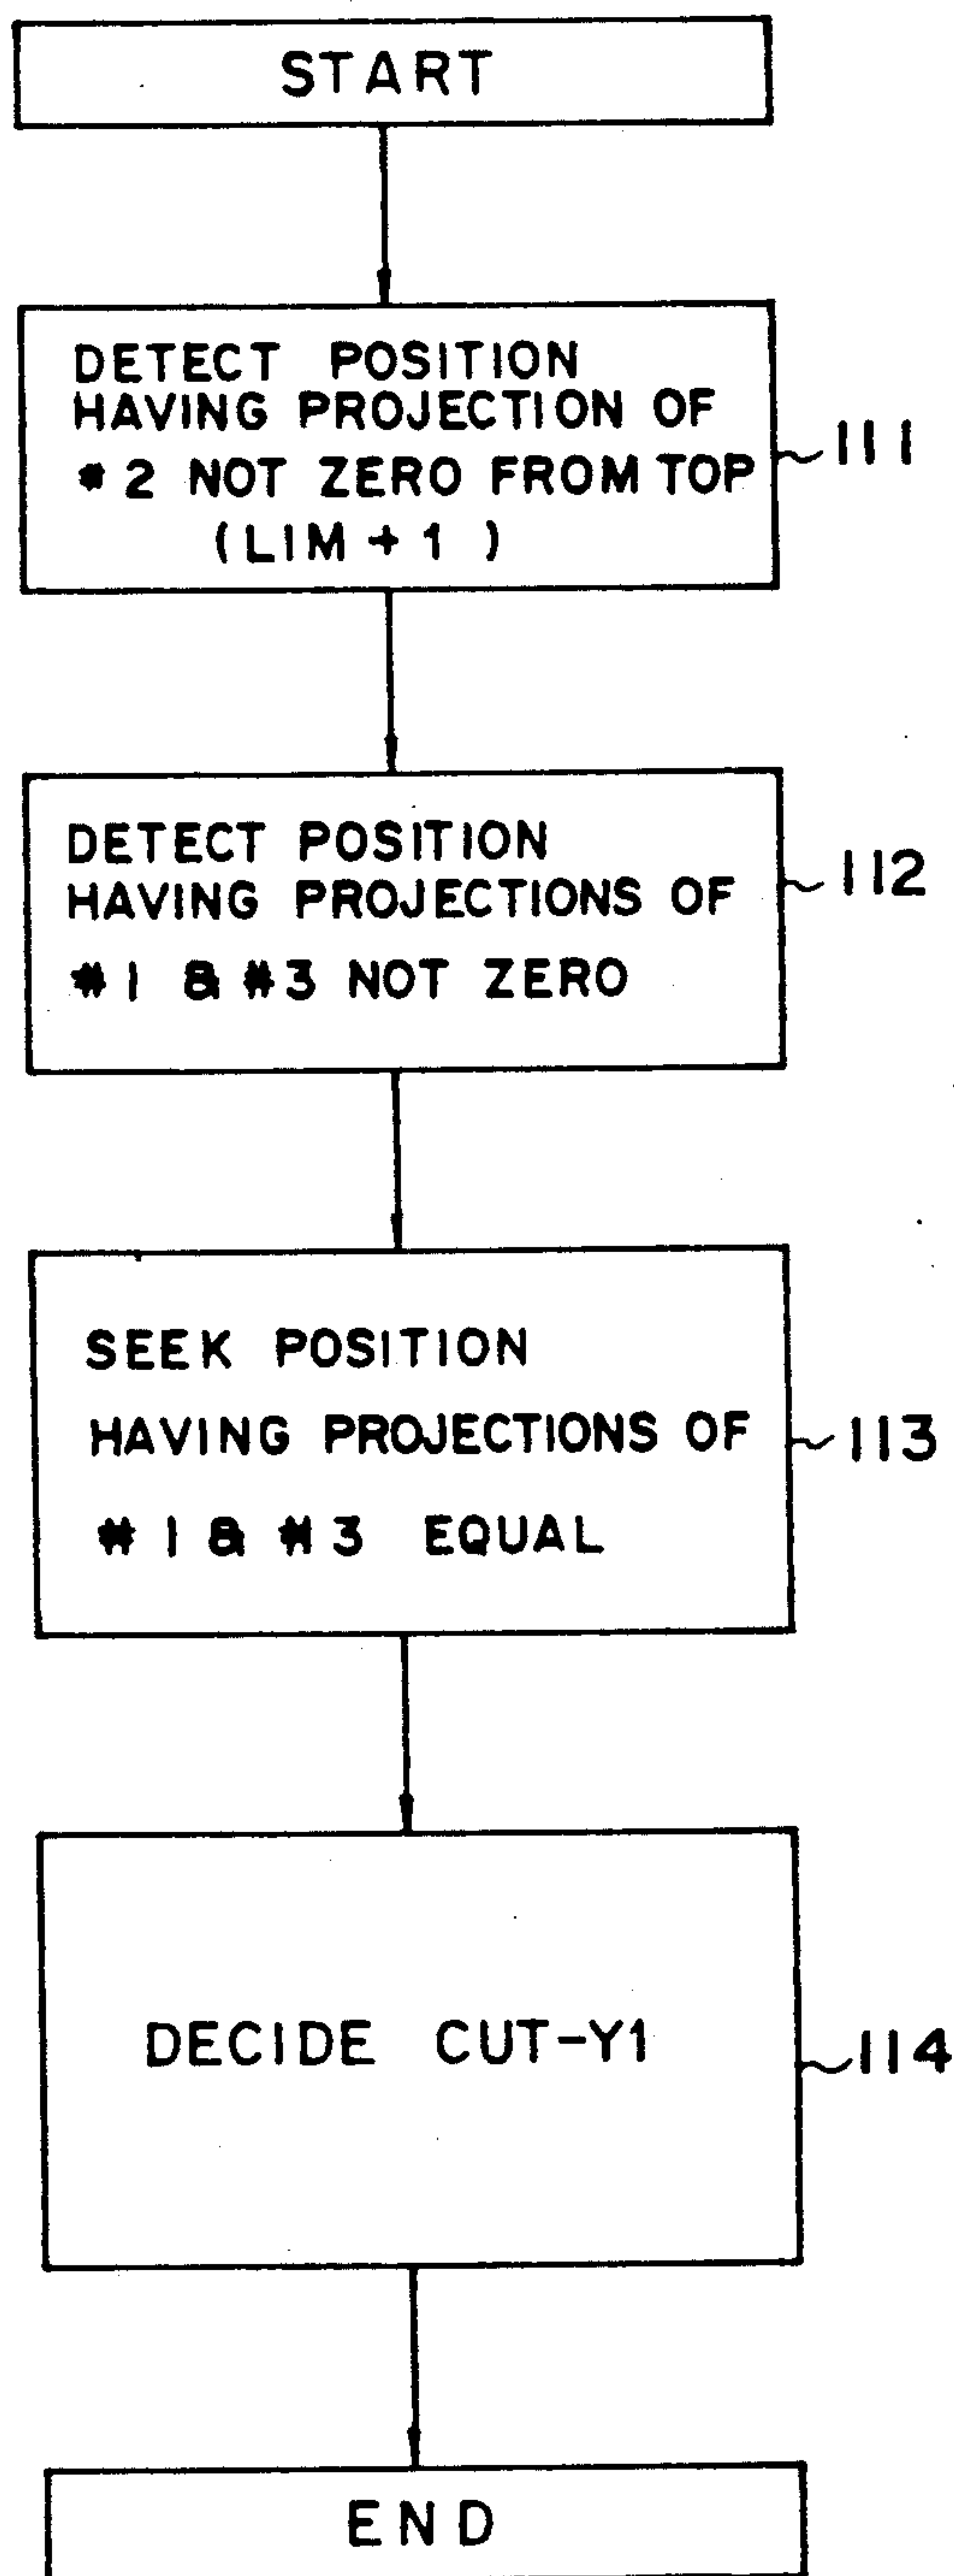 START
DETECT POSITION
HAVING PROJECTION OF
#2 NOT ZERO FROM TOP
(LIM+1)
111
DETECT POSITION
HAVING PROJECTIONS OF
#1 & #3 NOT ZERO
112
SEEK POSITION
HAVING PROJECTIONS OF
#1 & #3 EQUAL
113
DECIDE CUT-Y1
114
END